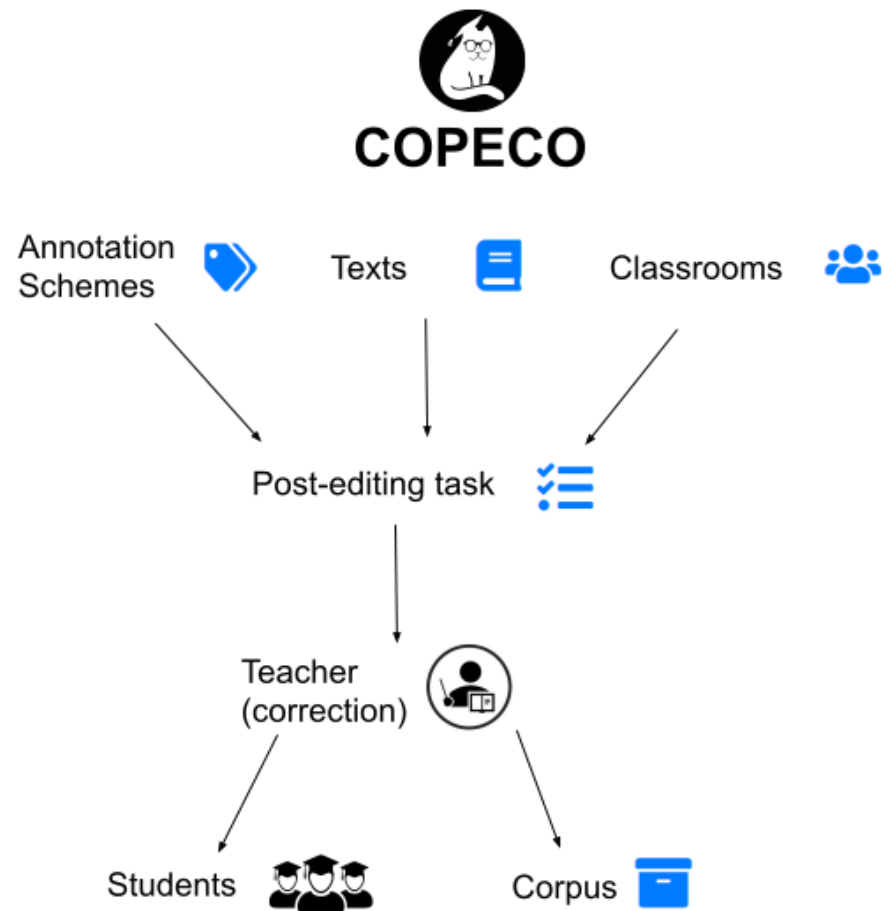 COPECO
Annotation
Schemes
Texts
Classrooms
Post-editing task
Teacher
(correction)
Students
Corpus